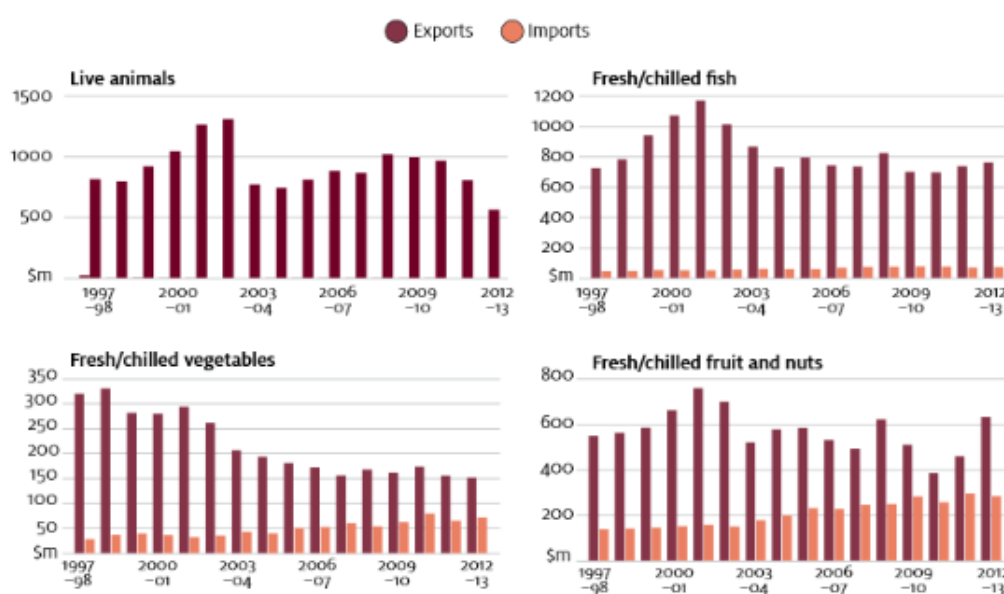 Exports Imports
Live animals
1500
1000
500
$m
1997 2000 2003 2006 2009 2012
–98 –01 –04 –07 –10 –13
Fresh/chilled fish
1200
1000
800
600
400
200
$m
1997 2000 2003 2006 2009 2012
–98 –01 –04 –07 –10 –13
Fresh/chilled vegetables
350
300
250
200
150
100
50
$m
1997 2000 2003 2006 2009 2012
–98 –01 –04 –07 –10 –13
Fresh/chilled fruit and nuts
800
600
400
200
$m
1997 2000 2003 2006 2009 2012
–98 –01 –04 –07 –10 –13